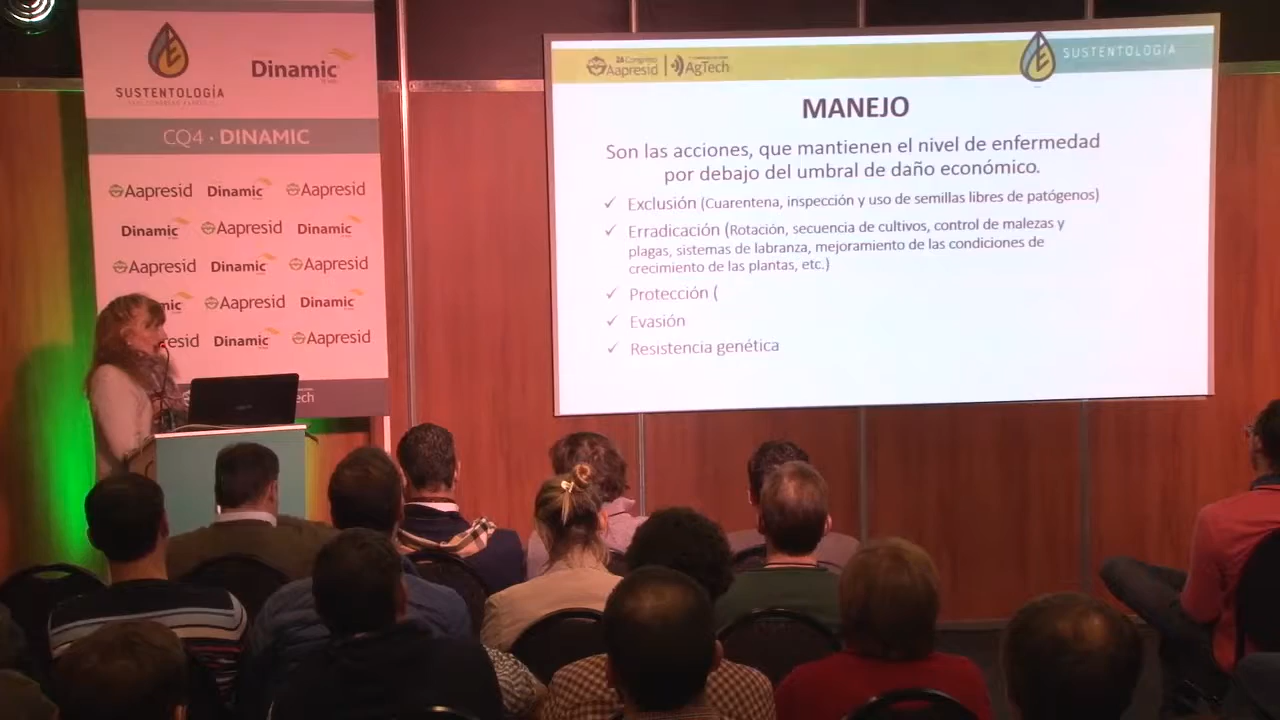 SUSTENTOLOGÍA
Dinamic
CQ4 · DINAMIC
Aapresid Dinamic Aapresid
Dinamic Aapresid Dinamic
Aapresid Dinamic Aapresid
mic Aapresid Dinamic
resid Dinamic Aapresid
ech
Congreso
Aapresid
AgTech
SUSTENTOLOGÍA
MANEJO
Son las acciones, que mantienen el nivel de enfermedad
por debajo del umbral de daño económico.
✓ Exclusión (Cuarentena, inspección y uso de semillas libres de patógenos)
✓ Erradicación (Rotación, secuencia de cultivos, control de malezas y
plagas, sistemas de labranza, mejoramiento de las condiciones de
crecimiento de las plantas, etc.)
✓ Protección (
✓ Evasión
✓ Resistencia genética